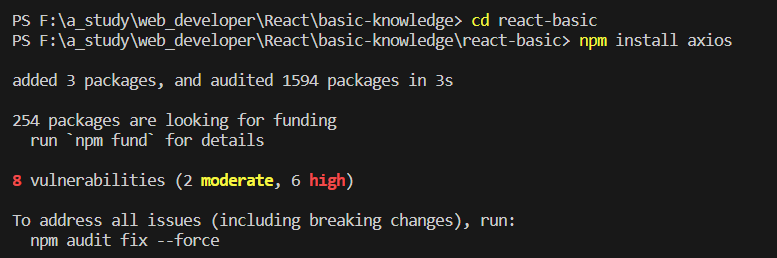 PS F:\a_study\web_developer\React\basic-knowledge> cd react-basic
PS F:\a_study\web_developer\React\basic-knowledge\react-basic> npm install axios
added 3 packages, and audited 1594 packages in 3s
254 packages are looking for funding
  run `npm fund` for details
8 vulnerabilities (2 moderate, 6 high)
To address all issues (including breaking changes), run:
  npm audit fix --force